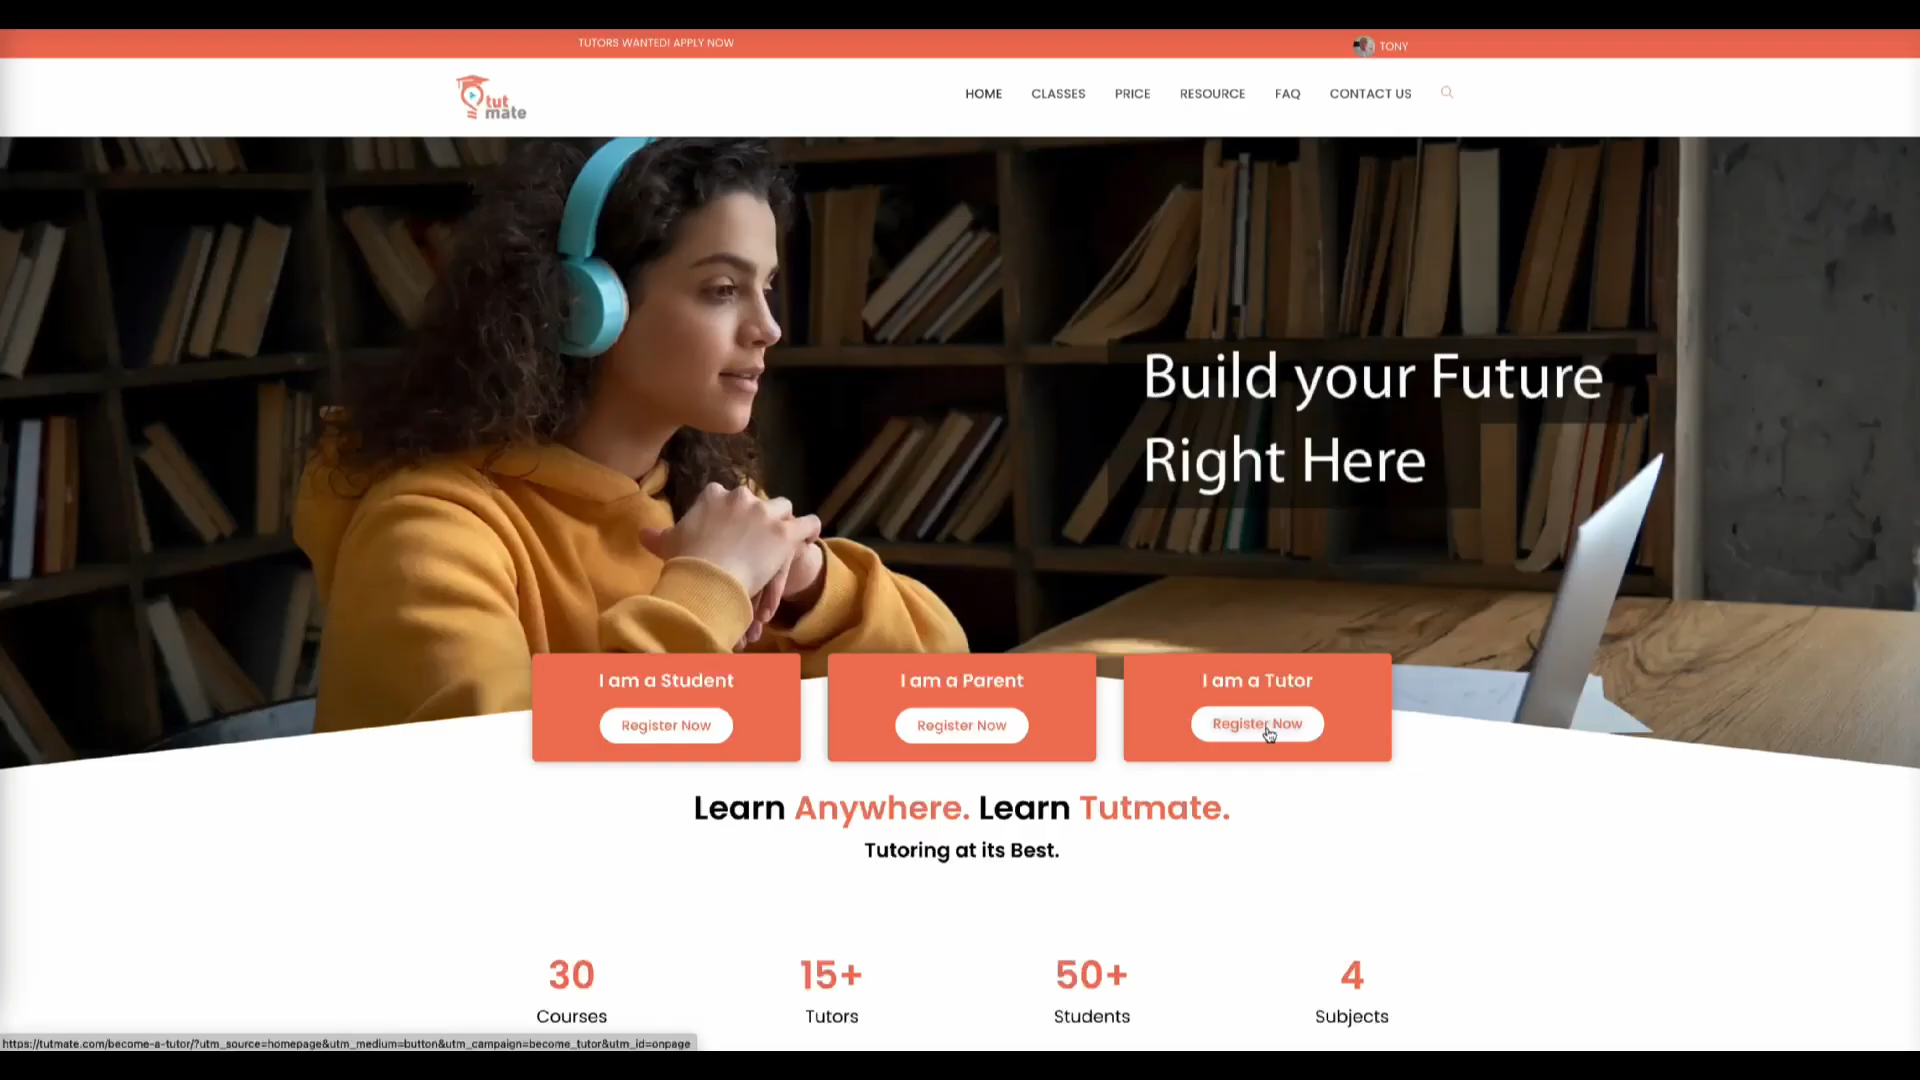 TUTORS WANTED! APPLY NOW
TONY
tut
mate
HOME CLASSES PRICE RESOURCE FAQ CONTACT US
Build your Future
Right Here
I am a Student
Register Now
I am a Parent
Register Now
I am a Tutor
Register Now
Learn Anywhere. Learn Tutmate.
Tutoring at its Best.
30
Courses
15+
Tutors
50+
Students
4
Subjects
https://tutmate.com/become-a-tutor/?utm_source=homepage&utm_medium=button&utm_campaign=become_tutor&utm_id=onpage